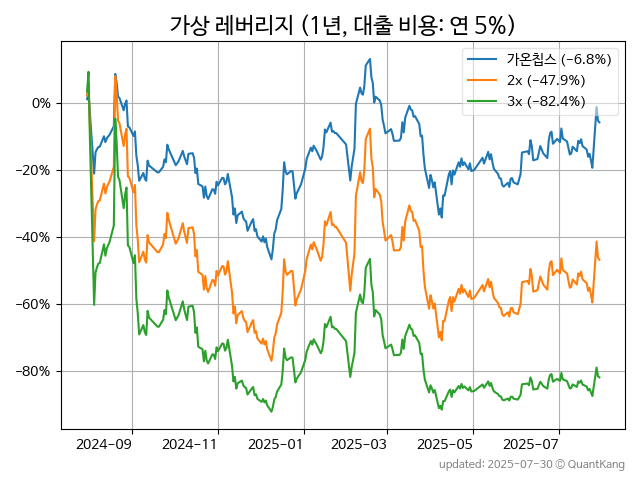 가상 레버리지 (1년, 대출 비용: 연 5%)
가온칩스 (−6.8%)
2x (−47.9%)
3x (−82.4%)
0%
−20%
−40%
−60%
−80%
2024−09 2024−11 2025−01 2025−03 2025−05 2025−07
updated: 2025-07-30 © QuantKang